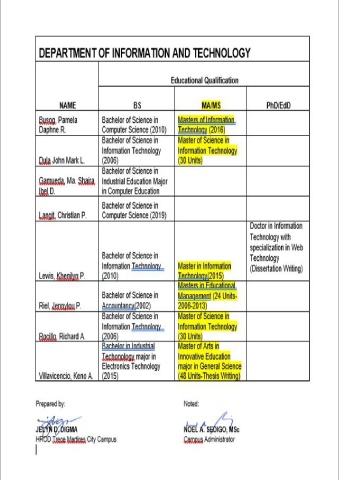 DEPARTMENT OF INFORMATION AND TECHNOLOGY
Educational Qualification
NAME BS MA/MS PhD/EdD
Busog, Pamela Daphne R.
Bachelor of Science in Computer Science (2010)
Masters of Information Technology (2016)
Dula John Mark L.
Bachelor of Science in Information Technology (2006)
Master of Science in Information Technology (30 Units)
Gamueda, Ma. Shaira Ibel D.
Bachelor of Science in Industrial Education Major in Computer Education
Langit, Christian P.
Bachelor of Science in Computer Science (2019)
Lewis, Khenilyn P.
Bachelor of Science in Information Technology (2010)
Master in Information Technology(2015)
Doctor in Information Technology with specialization in Web Technology (Dissertation Writing)
Riel, P.
Bachelor of Science in Accountancy(2002)
Masters in Educational Management (24 Units-2006-2013)
Richard A.
Bachelor of Science in Information Technology (2006)
Master of Science in Information Technology (30 Units)
Villavicencio, Keno A.
Bachelor in Industrial Techonology major in Electronics Technology (2015)
Master of Arts in Innovative Education major in General Science (48 Units-Thesis Writing)
Prepared by: Noted:
JELYN D. DIGMA NOEL A. SEDIGO, MSc
HRDO Trece Martires City Campus Campus Administrator